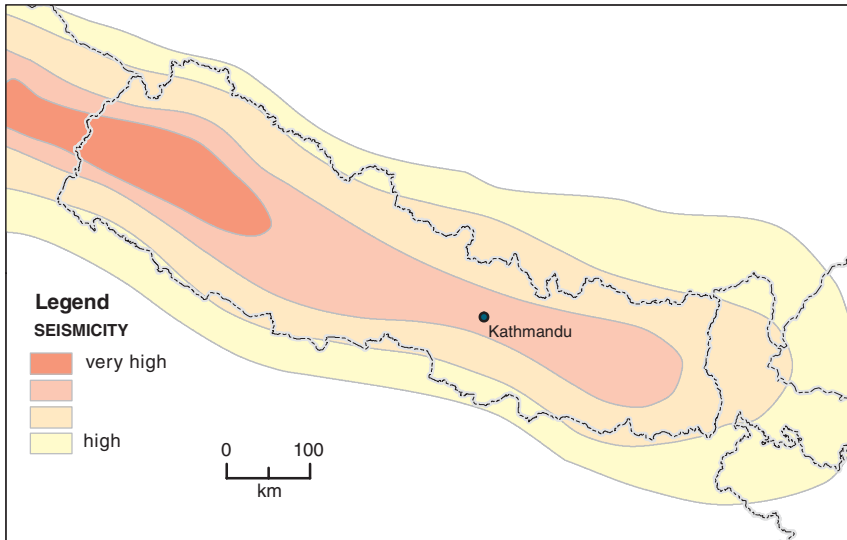 Kathmandu
Legend
SEISMICITY
very high
high
0 100
km